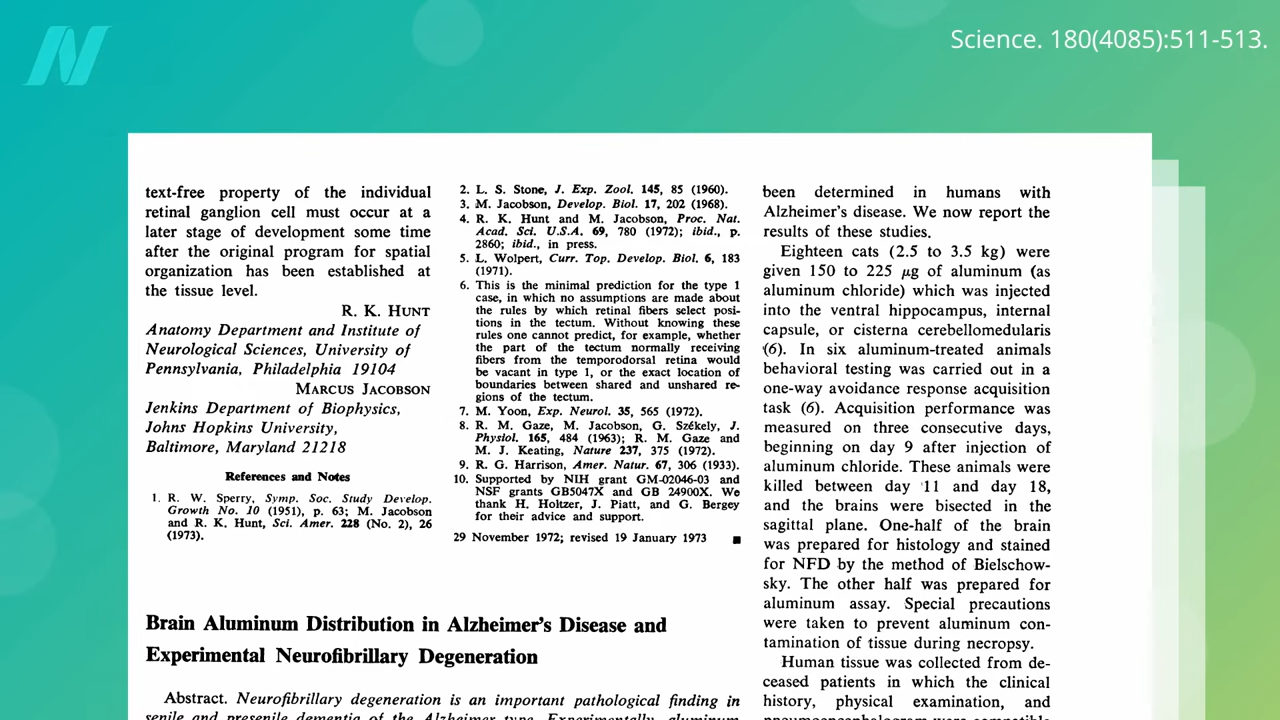 Science. 180(4085):511-513.
text-free property of the individual
retinal ganglion cell must occur at a
later stage of development some time
after the original program for spatial
organization has been established at
the tissue level.
R. K. HUNT
Anatomy Department and Institute of
Neurological Sciences, University of
Pennsylvania, Philadelphia 19104
MARCUS JACOBSON
Jenkins Department of Biophysics,
Johns Hopkins University,
Baltimore, Maryland 21218
References and Notes
1. R. W. Sperry, Symp. Soc. Study Develop.
Growth No. 10 (1951), p. 63; M. Jacobson
and R. K. Hunt, Sci. Amer. 228 (No. 2), 26
(1973).
2. L. S. Stone, J. Exp. Zool. 145, 85 (1960).
3. M. Jacobson, Develop. Biol. 17, 202 (1968).
4. R. K. Hunt and M. Jacobson, Proc. Nat.
Acad. Sci. U.S.A. 69, 780 (1972); ibid., p.
2860; ibid., in press.
5. L. Wolpert, Curr. Top. Develop. Biol. 6, 183
(1971).
6. This is the minimal prediction for the type 1
case, in which no assumptions are made about
the rules by which retinal fibers select posi-
tions in the tectum. Without knowing these
rules one cannot predict, for example, whether
the part of the tectum normally receiving
fibers from the temporodorsal retina would
be vacant in type 1, or the exact location of
boundaries between shared and unshared re-
gions of the tectum.
7. M. Yoon, Exp. Neurol. 35, 565 (1972).
8. R. M. Gaze, M. Jacobson, G. Székely, J.
Physiol. 165, 484 (1963); R. M. Gaze and
M. J. Keating, Nature 237, 375 (1972).
9. R. G. Harrison, Amer. Natur. 67, 306 (1933).
10. Supported by NIH grant GM-02046-03 and
NSF grants GB5047X and GB 24900X. We
thank H. Holtzer, J. Piatt, and G. Bergey
for their advice and support.
29 November 1972; revised 19 January 1973 ■
Brain Aluminum Distribution in Alzheimer's Disease and
Experimental Neurofibrillary Degeneration
Abstract. Neurofibrillary degeneration is an important pathological finding in
senile and presenile dementia of the Alzheimer type. Experimentally, aluminum
been determined in humans with
Alzheimer's disease. We now report the
results of these studies.
Eighteen cats (2.5 to 3.5 kg) were
given 150 to 225 μg of aluminum (as
aluminum chloride) which was injected
into the ventral hippocampus, internal
capsule, or cisterna cerebellomedularis
(6). In six aluminum-treated animals
behavioral testing was carried out in a
one-way avoidance response acquisition
task (6). Acquisition performance was
measured on three consecutive days,
beginning on day 9 after injection of
aluminum chloride. These animals were
killed between day 11 and day 18,
and the brains were bisected in the
sagittal plane. One-half of the brain
was prepared for histology and stained
for NFD by the method of Bielschow-
sky. The other half was prepared for
aluminum assay. Special precautions
were taken to prevent aluminum con-
tamination of tissue during necropsy.
Human tissue was collected from de-
ceased patients in which the clinical
history, physical examination, and